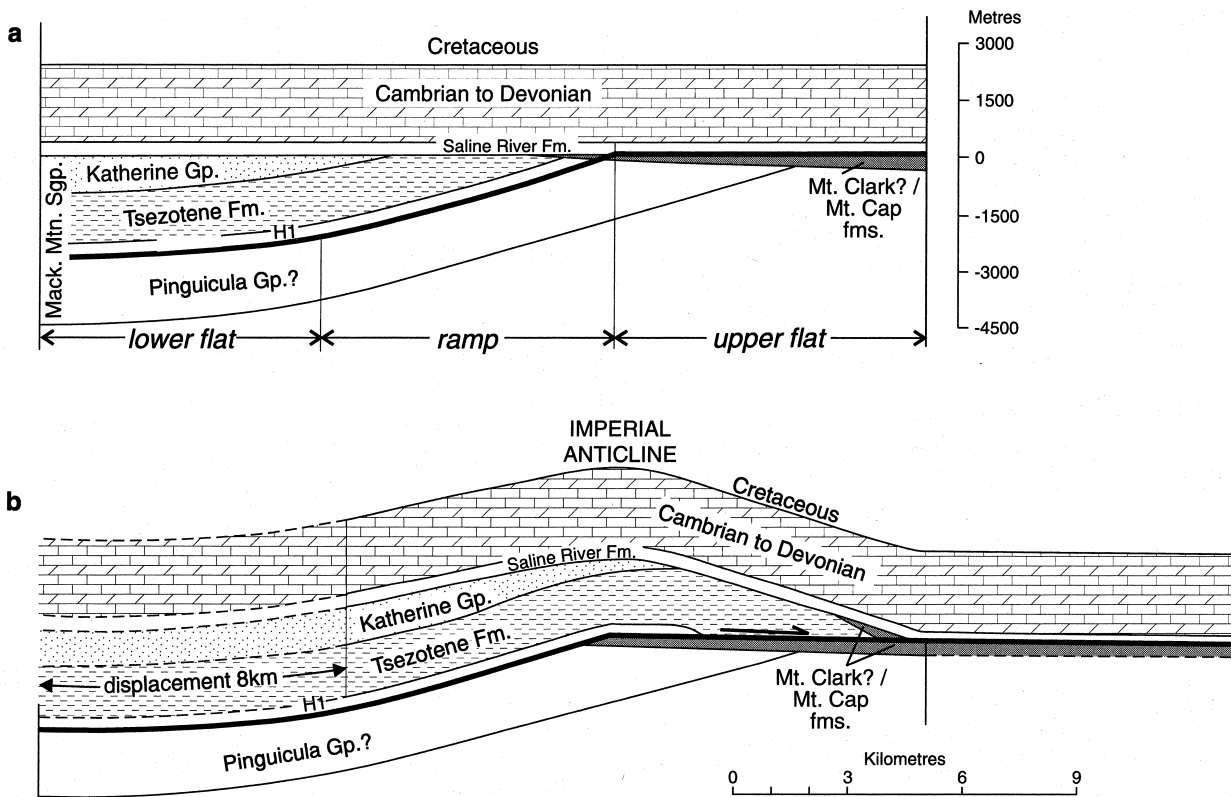 a
Metres
3000
1500
0
-1500
-3000
-4500
Cretaceous
Cambrian to Devonian
Saline River Fm.
Katherine Gp.
Tsezotene Fm.
H1
Pinguicula Gp.?
Mack. Mtn. Sgp.
Mt. Clark? /
Mt. Cap
fms.
lower flat
ramp
upper flat
b
IMPERIAL
ANTICLINE
Cretaceous
Cambrian to Devonian
Saline River Fm.
Katherine Gp.
Tsezotene Fm.
displacement 8km
H1
Pinguicula Gp.?
Mt. Clark? /
Mt. Cap
fms.
Kilometres
0 3 6 9